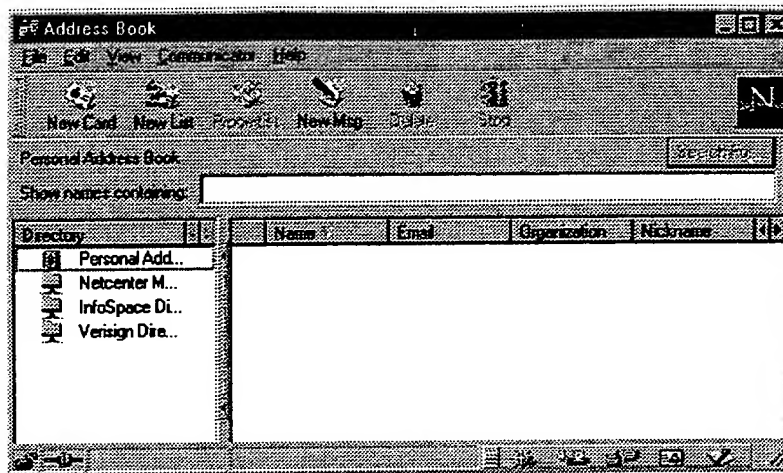 Address Book
File Edit View Communicator Help
New Card New List Properties New Msg Delete Stop
N
Personal Address Book
Search For...
Show names containing:
Directory Name Email Organization Nickname
Personal Add...
Netcenter M...
InfoSpace Di...
Verisign Dire...